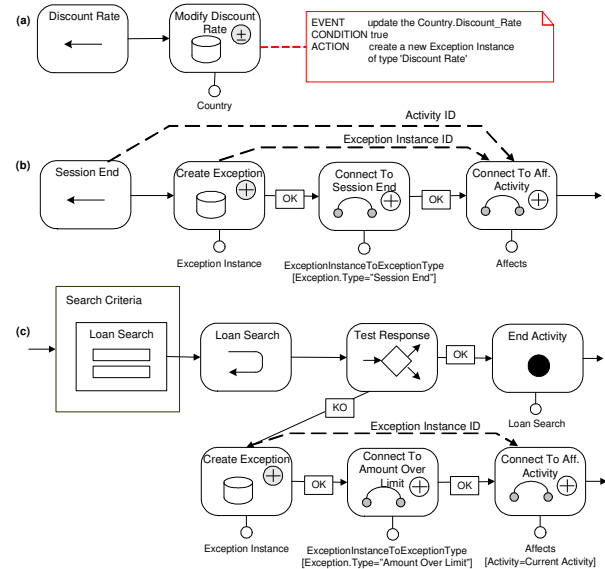 (a)
Discount Rate
Modify Discount
Rate
Country
EVENT update the Country.Discount_Rate
CONDITION true
ACTION create a new Exception Instance
of type 'Discount Rate'
Activity ID
Exception Instance ID
(b)
Session End
Create Exception
OK
Connect To
Session End
OK
Connect To Aff.
Activity
Exception Instance
ExceptionInstanceToExceptionType
[Exception.Type="Session End"]
Affects
(c)
Search Criteria
Loan Search
Loan Search
Test Response
OK
End Activity
Loan Search
KO
Exception Instance ID
Create Exception
OK
Connect To
Amount Over
Limit
OK
Connect To Aff.
Activity
Exception Instance
ExceptionInstanceToExceptionType
[Exception.Type="Amount Over Limit"]
Affects
[Activity=Current Activity]